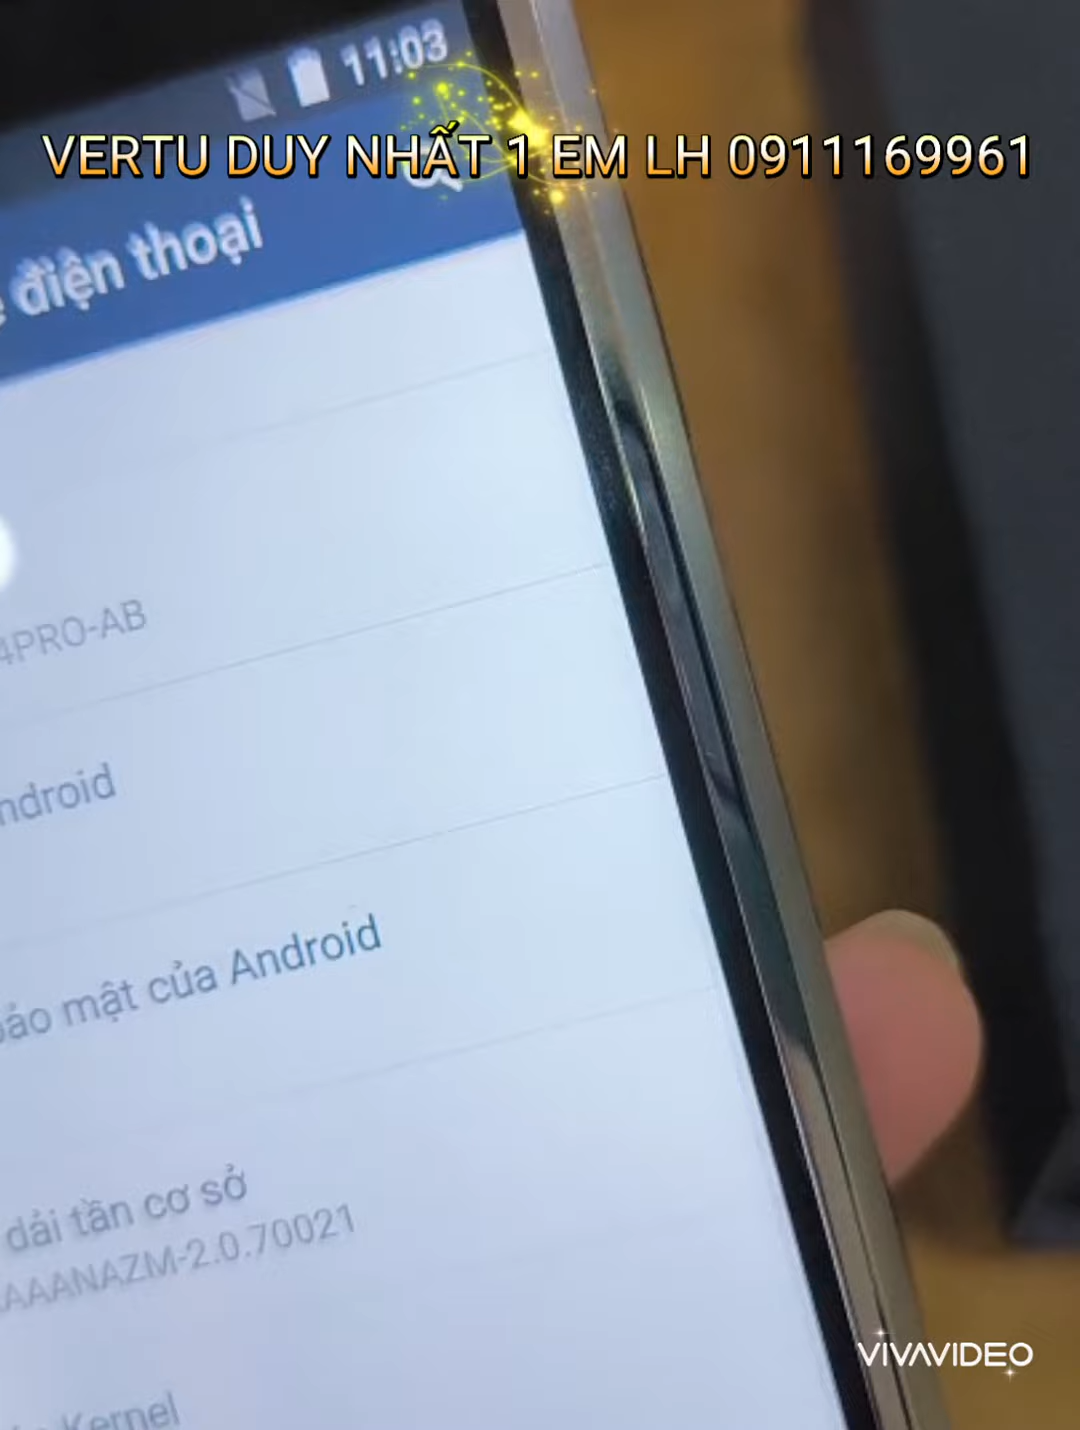 11:03
VERTU DUY NHẤT 1 EM LH 0911169961
điện thoại
4PRO-AB
ndroid
bảo mật của Android
dải tần cơ sở
AAANAZM-2.0.70021
Kernel
VIVAVIDEO